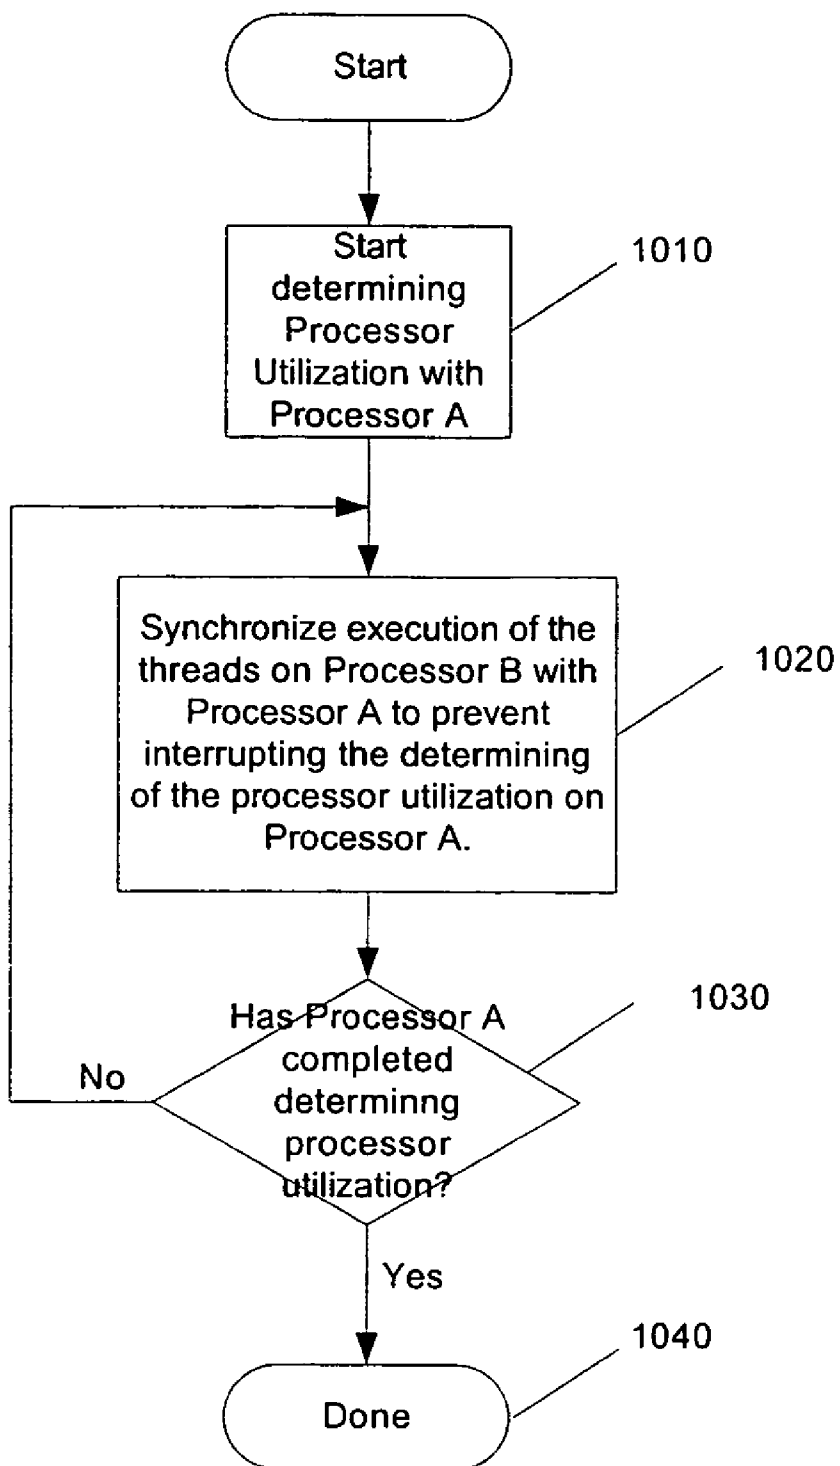 Start
Start
determining
Processor
Utilization with
Processor A
1010
Synchronize execution of the
threads on Processor B with
Processor A to prevent
interrupting the determining
of the processor utilization on
Processor A.
1020
Has Processor A
completed
determinng
processor
utilization?
1030
No
Yes
Done
1040